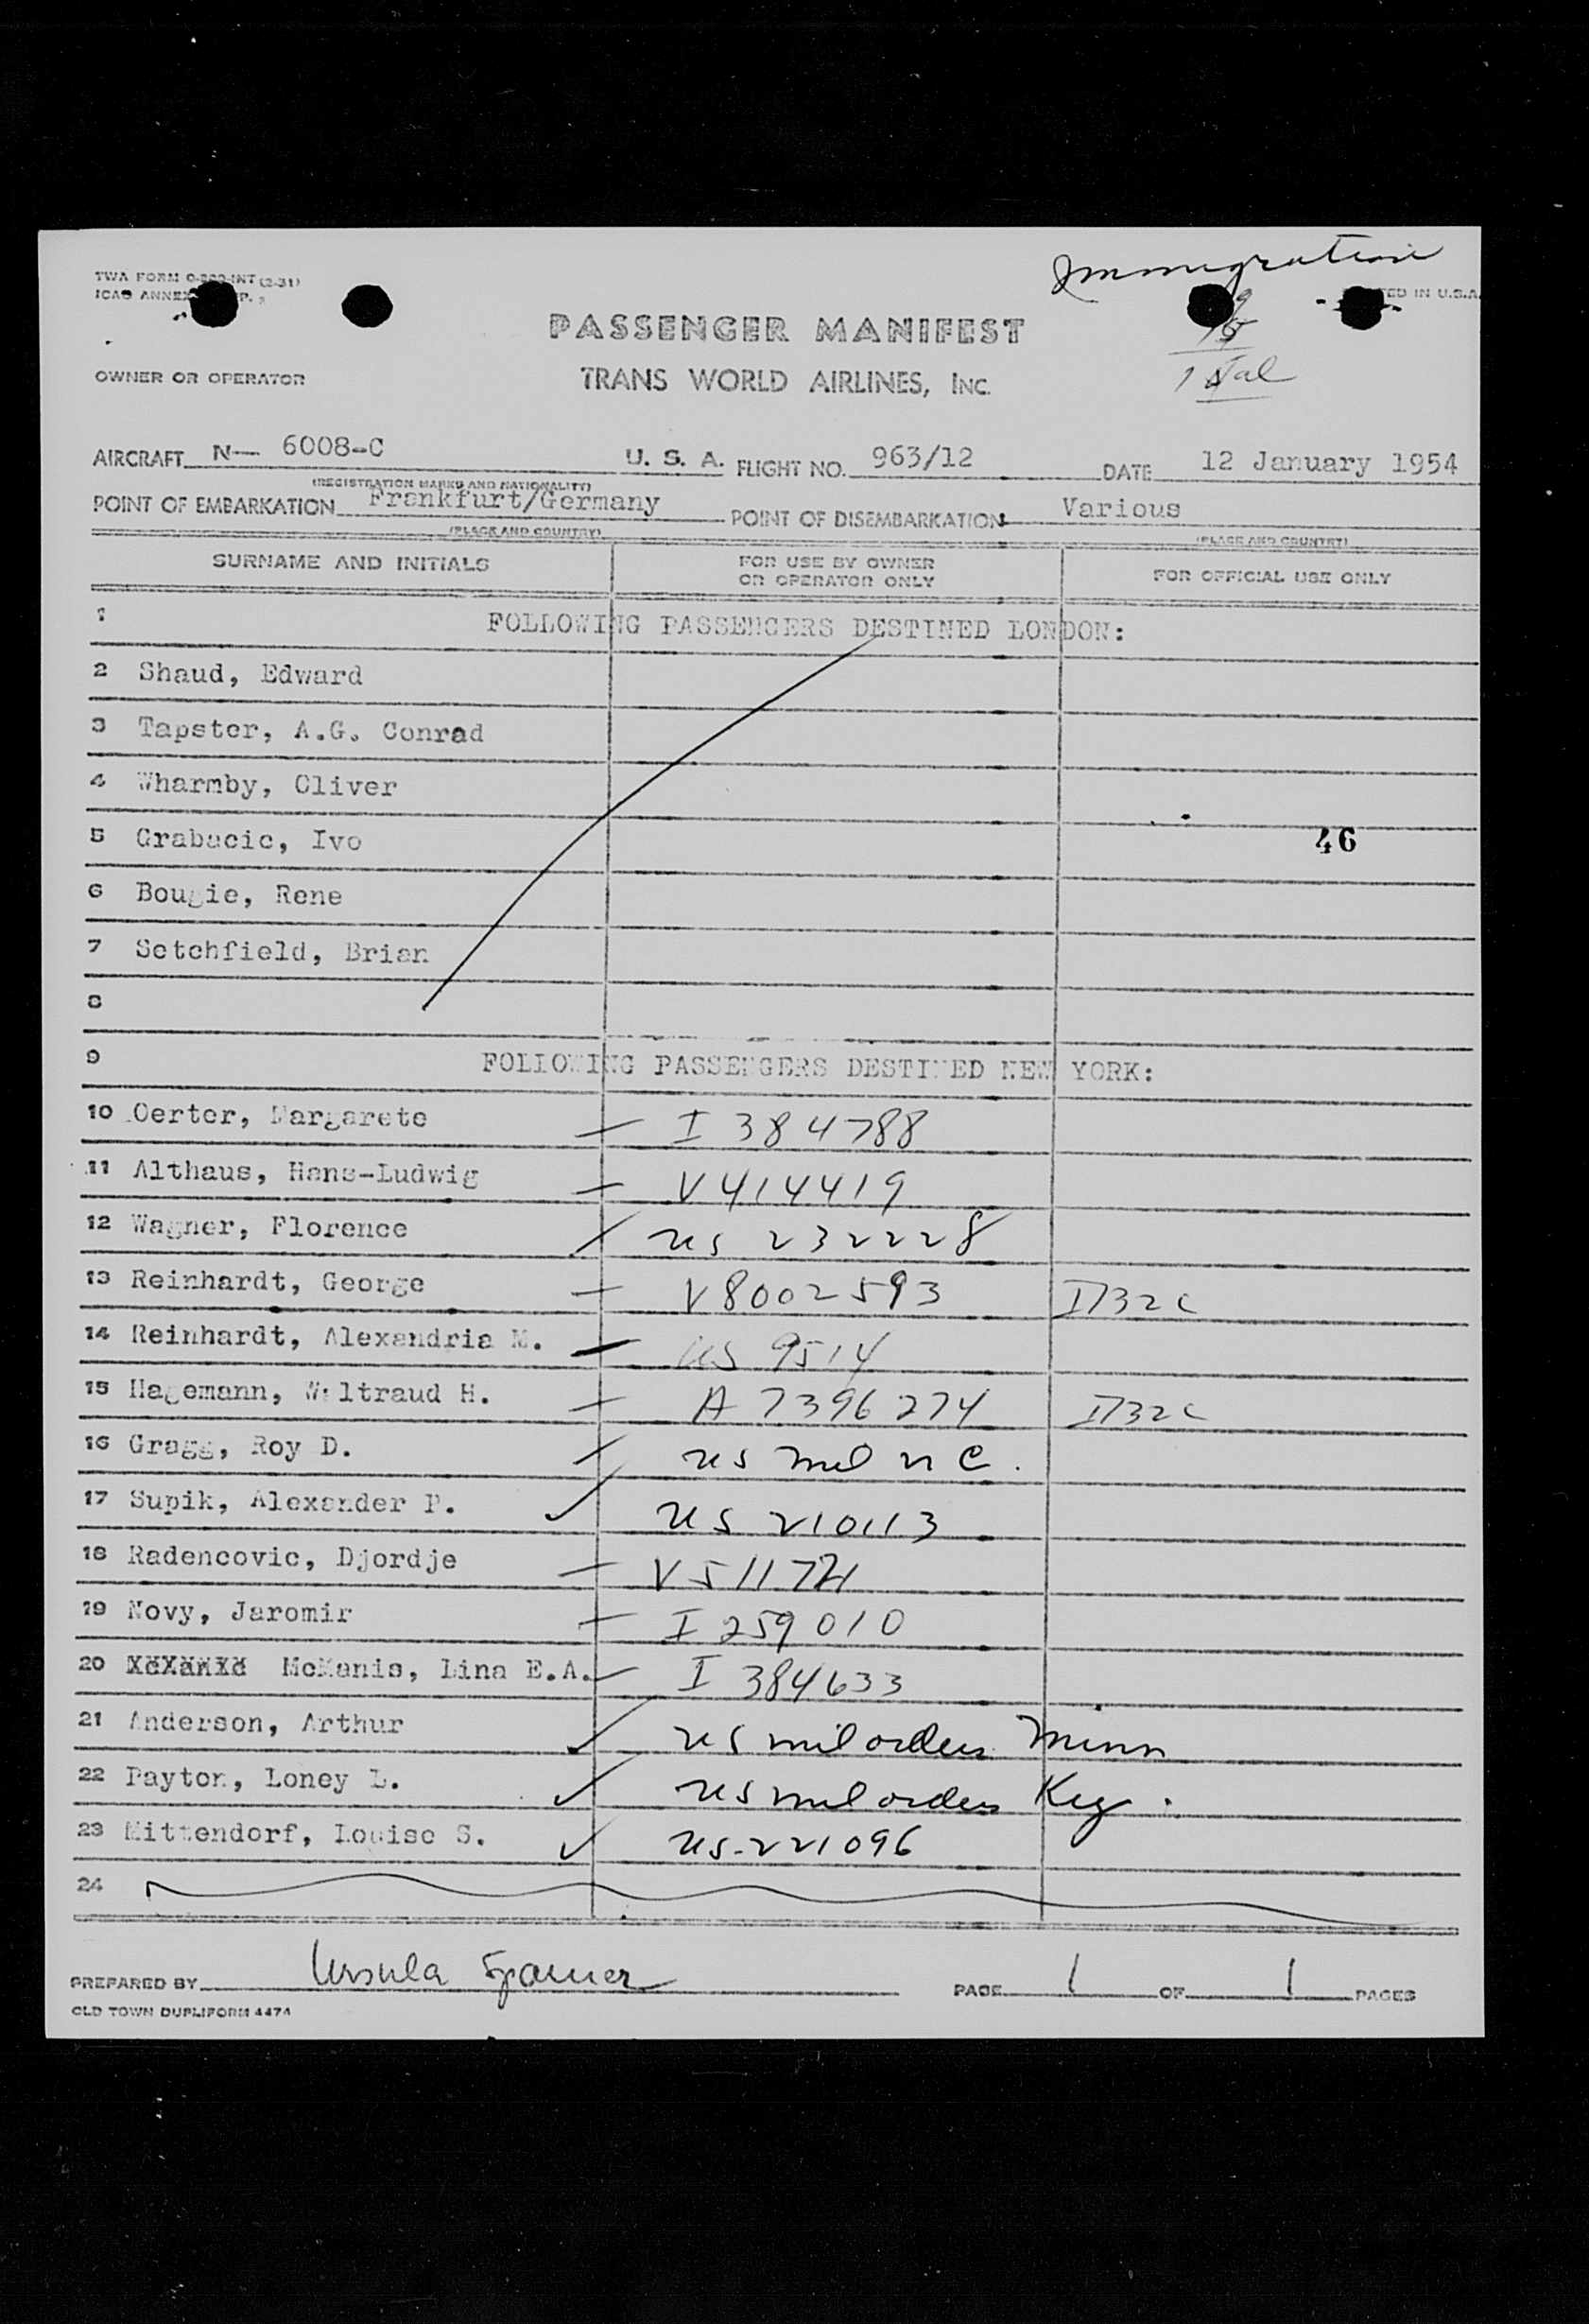 Immigration
TWA FORM
ICAO ANNEX
IN U.S.A.
PASSENGER MANIFEST
OWNER OR OPERATOR
TRANS WORLD AIRLINES, INC.
AIRCRAFT N— 6008-C U. S. A. FLIGHT NO. 963/12 DATE 12 January 1954
(REGISTRATION MARKS AND NATIONALITY)
POINT OF EMBARKATION Frankfurt/Germany POINT OF DISEMBARKATION Various
(PLACE AND COUNTRY) (PLACE AND COUNTRY)
SURNAME AND INITIALS FOR USE BY OWNER OR OPERATOR ONLY FOR OFFICIAL USE ONLY
1 FOLLOWING PASSENGERS DESTINED LONDON:
2 Shaud, Edward
3 Tapster, A.G. Conrad
4 Wharmby, Oliver
5 Grabacic, Ivo
46
6 Bougie, Rene
7 Setchfield, Brian
8
9 FOLLOWING PASSENGERS DESTINED NEW YORK:
10 Oerter, Margarete — I 384788
11 Althaus, Hans-Ludwig — V414419
12 Wagner, Florence us 232228
13 Reinhardt, George — V8002593 I732c
14 Reinhardt, Alexandria M. — US 9514
15 Hagemann, Waltraud H. — A 7396274 I732c
16 Gragg, Roy D. us mil n C.
17 Supik, Alexander P. ✓ us 210113
18 Radencovic, Djordje — V511721
19 Novy, Jaromir — I 259010
20 McManis, Lina E.A. — I 384633
21 Anderson, Arthur ✓ us mil orders Minn
22 Payton, Loney L. ✓ us mil orders Ky.
23 Mittendorf, Louise S. ✓ us-221096
24
PREPARED BY Ursula PAGE 1 OF 1 PAGES
OLD TOWN DUPLIFORM 4474